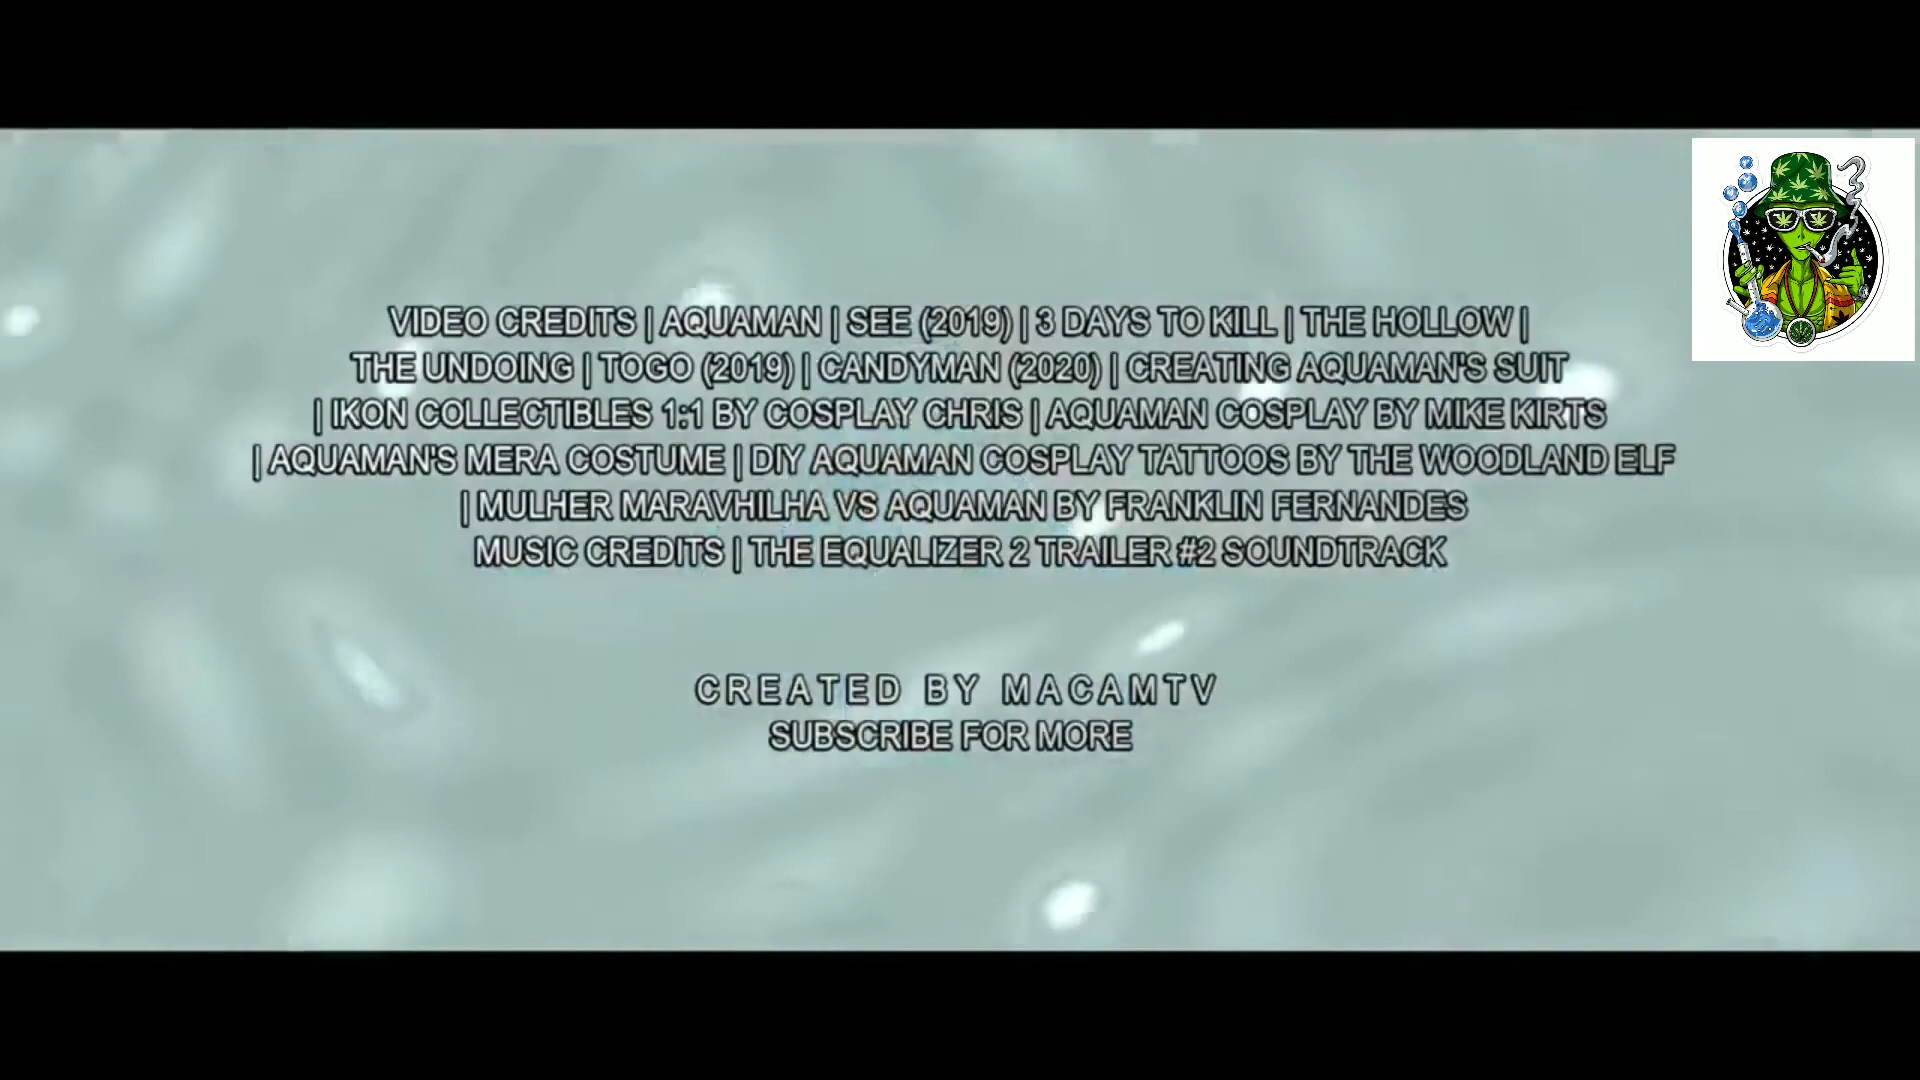 VIDEO CREDITS | AQUAMAN | SEE (2019) | 3 DAYS TO KILL | THE HOLLOW |
THE UNDOING | TOGO (2019) | CANDYMAN (2020) | CREATING AQUAMAN'S SUIT
| IKON COLLECTIBLES 1:1 BY COSPLAY CHRIS | AQUAMAN COSPLAY BY MIKE KIRTS
| AQUAMAN'S MERA COSTUME | DIY AQUAMAN COSPLAY TATTOOS BY THE WOODLAND ELF
| MULHER MARAVHILHA VS AQUAMAN BY FRANKLIN FERNANDES
MUSIC CREDITS | THE EQUALIZER 2 TRAILER #2 SOUNDTRACK
CREATED BY MACAMTV
SUBSCRIBE FOR MORE